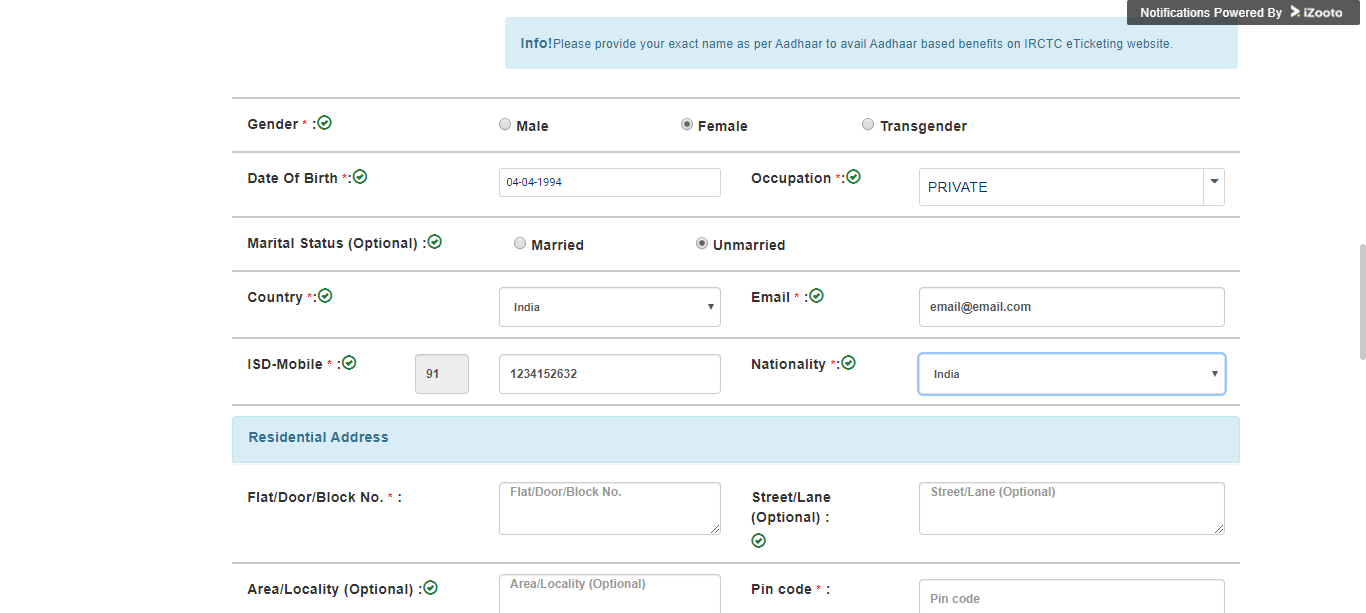 Notifications Powered By iZooto
Info!Please provide your exact name as per Aadhaar to avail Aadhaar based benefits on IRCTC eTicketing website.
Gender * : Male Female Transgender
Date Of Birth *: 04-04-1994 Occupation *: PRIVATE
Marital Status (Optional) : Married Unmarried
Country *: India Email * : email@email.com
ISD-Mobile * : 91 1234152632 Nationality *: India
Residential Address
Flat/Door/Block No. * : Flat/Door/Block No. Street/Lane Street/Lane (Optional)
(Optional) :
Area/Locality (Optional) : Area/Locality (Optional) Pin code * : Pin code